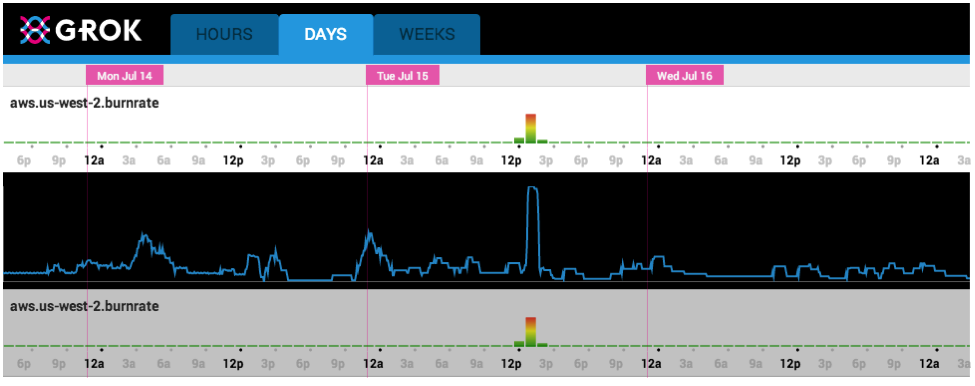 GROK HOURS DAYS WEEKS
Mon Jul 14 Tue Jul 15 Wed Jul 16
aws.us-west-2.burnrate
6p 9p 12a 3a 6a 9a 12p 3p 6p 9p 12a 3a 6a 9a 12p 3p 6p 9p 12a 3a 6a 9a 12p 3p 6p 9p 12a 3a
aws.us-west-2.burnrate
6p 9p 12a 3a 6a 9a 12p 3p 6p 9p 12a 3a 6a 9a 12p 3p 6p 9p 12a 3a 6a 9a 12p 3p 6p 9p 12a 3a